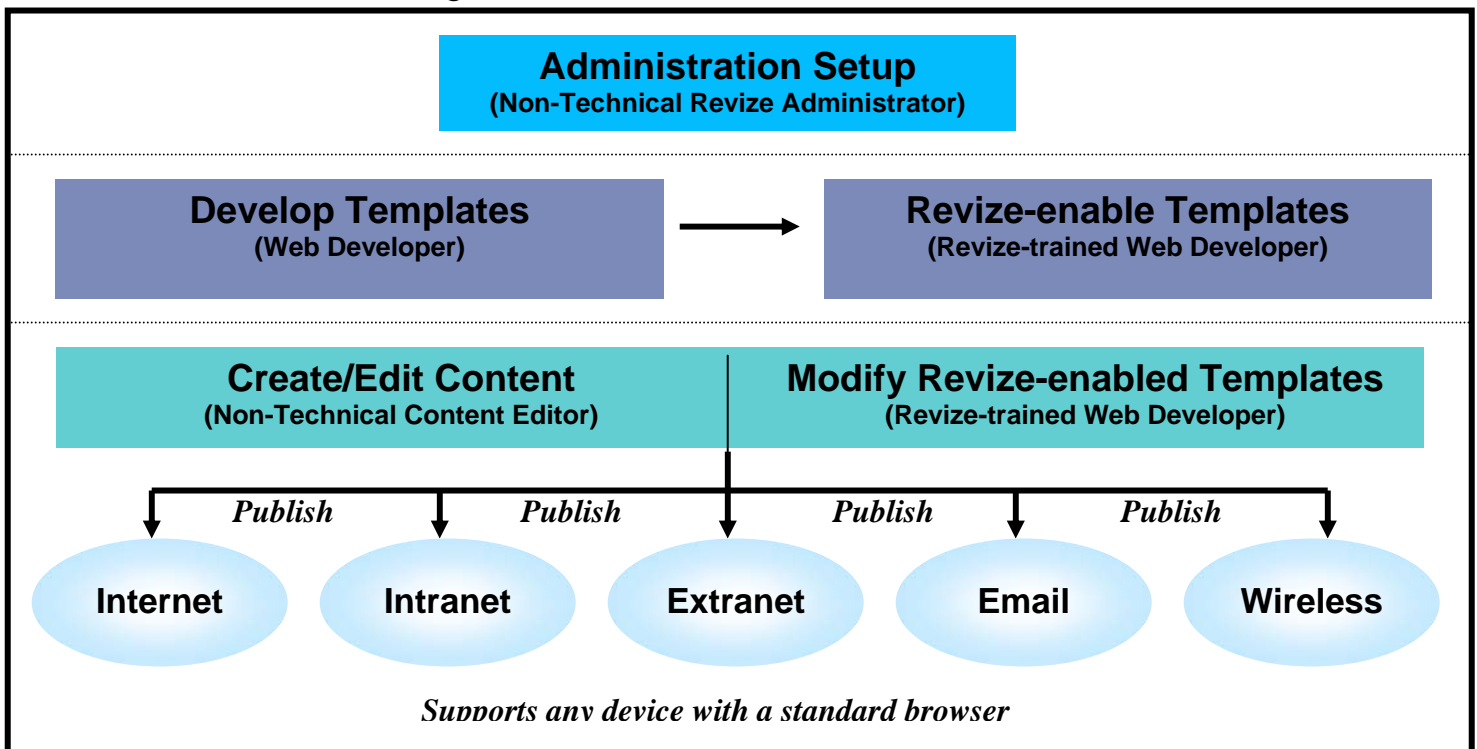 Administration Setup
(Non-Technical Revize Administrator)
Develop Templates
(Web Developer)
Revize-enable Templates
(Revize-trained Web Developer)
Create/Edit Content
(Non-Technical Content Editor)
Modify Revize-enabled Templates
(Revize-trained Web Developer)
Publish Publish Publish Publish
Internet Intranet Extranet Email Wireless
Supports any device with a standard browser